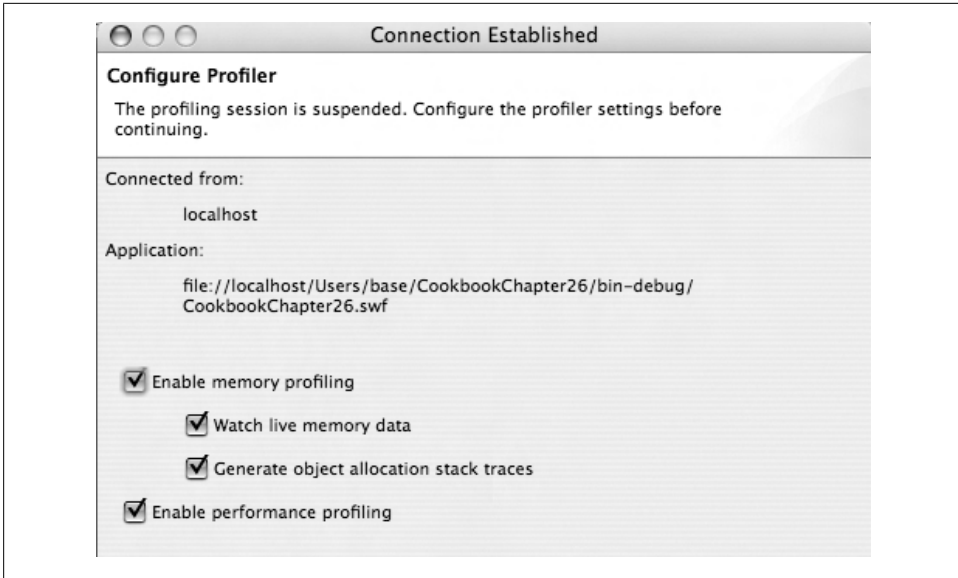 Connection Established
Configure Profiler
The profiling session is suspended. Configure the profiler settings before
continuing.
Connected from:
localhost
Application:
file://localhost/Users/base/CookbookChapter26/bin-debug/
CookbookChapter26.swf
Enable memory profiling
Watch live memory data
Generate object allocation stack traces
Enable performance profiling